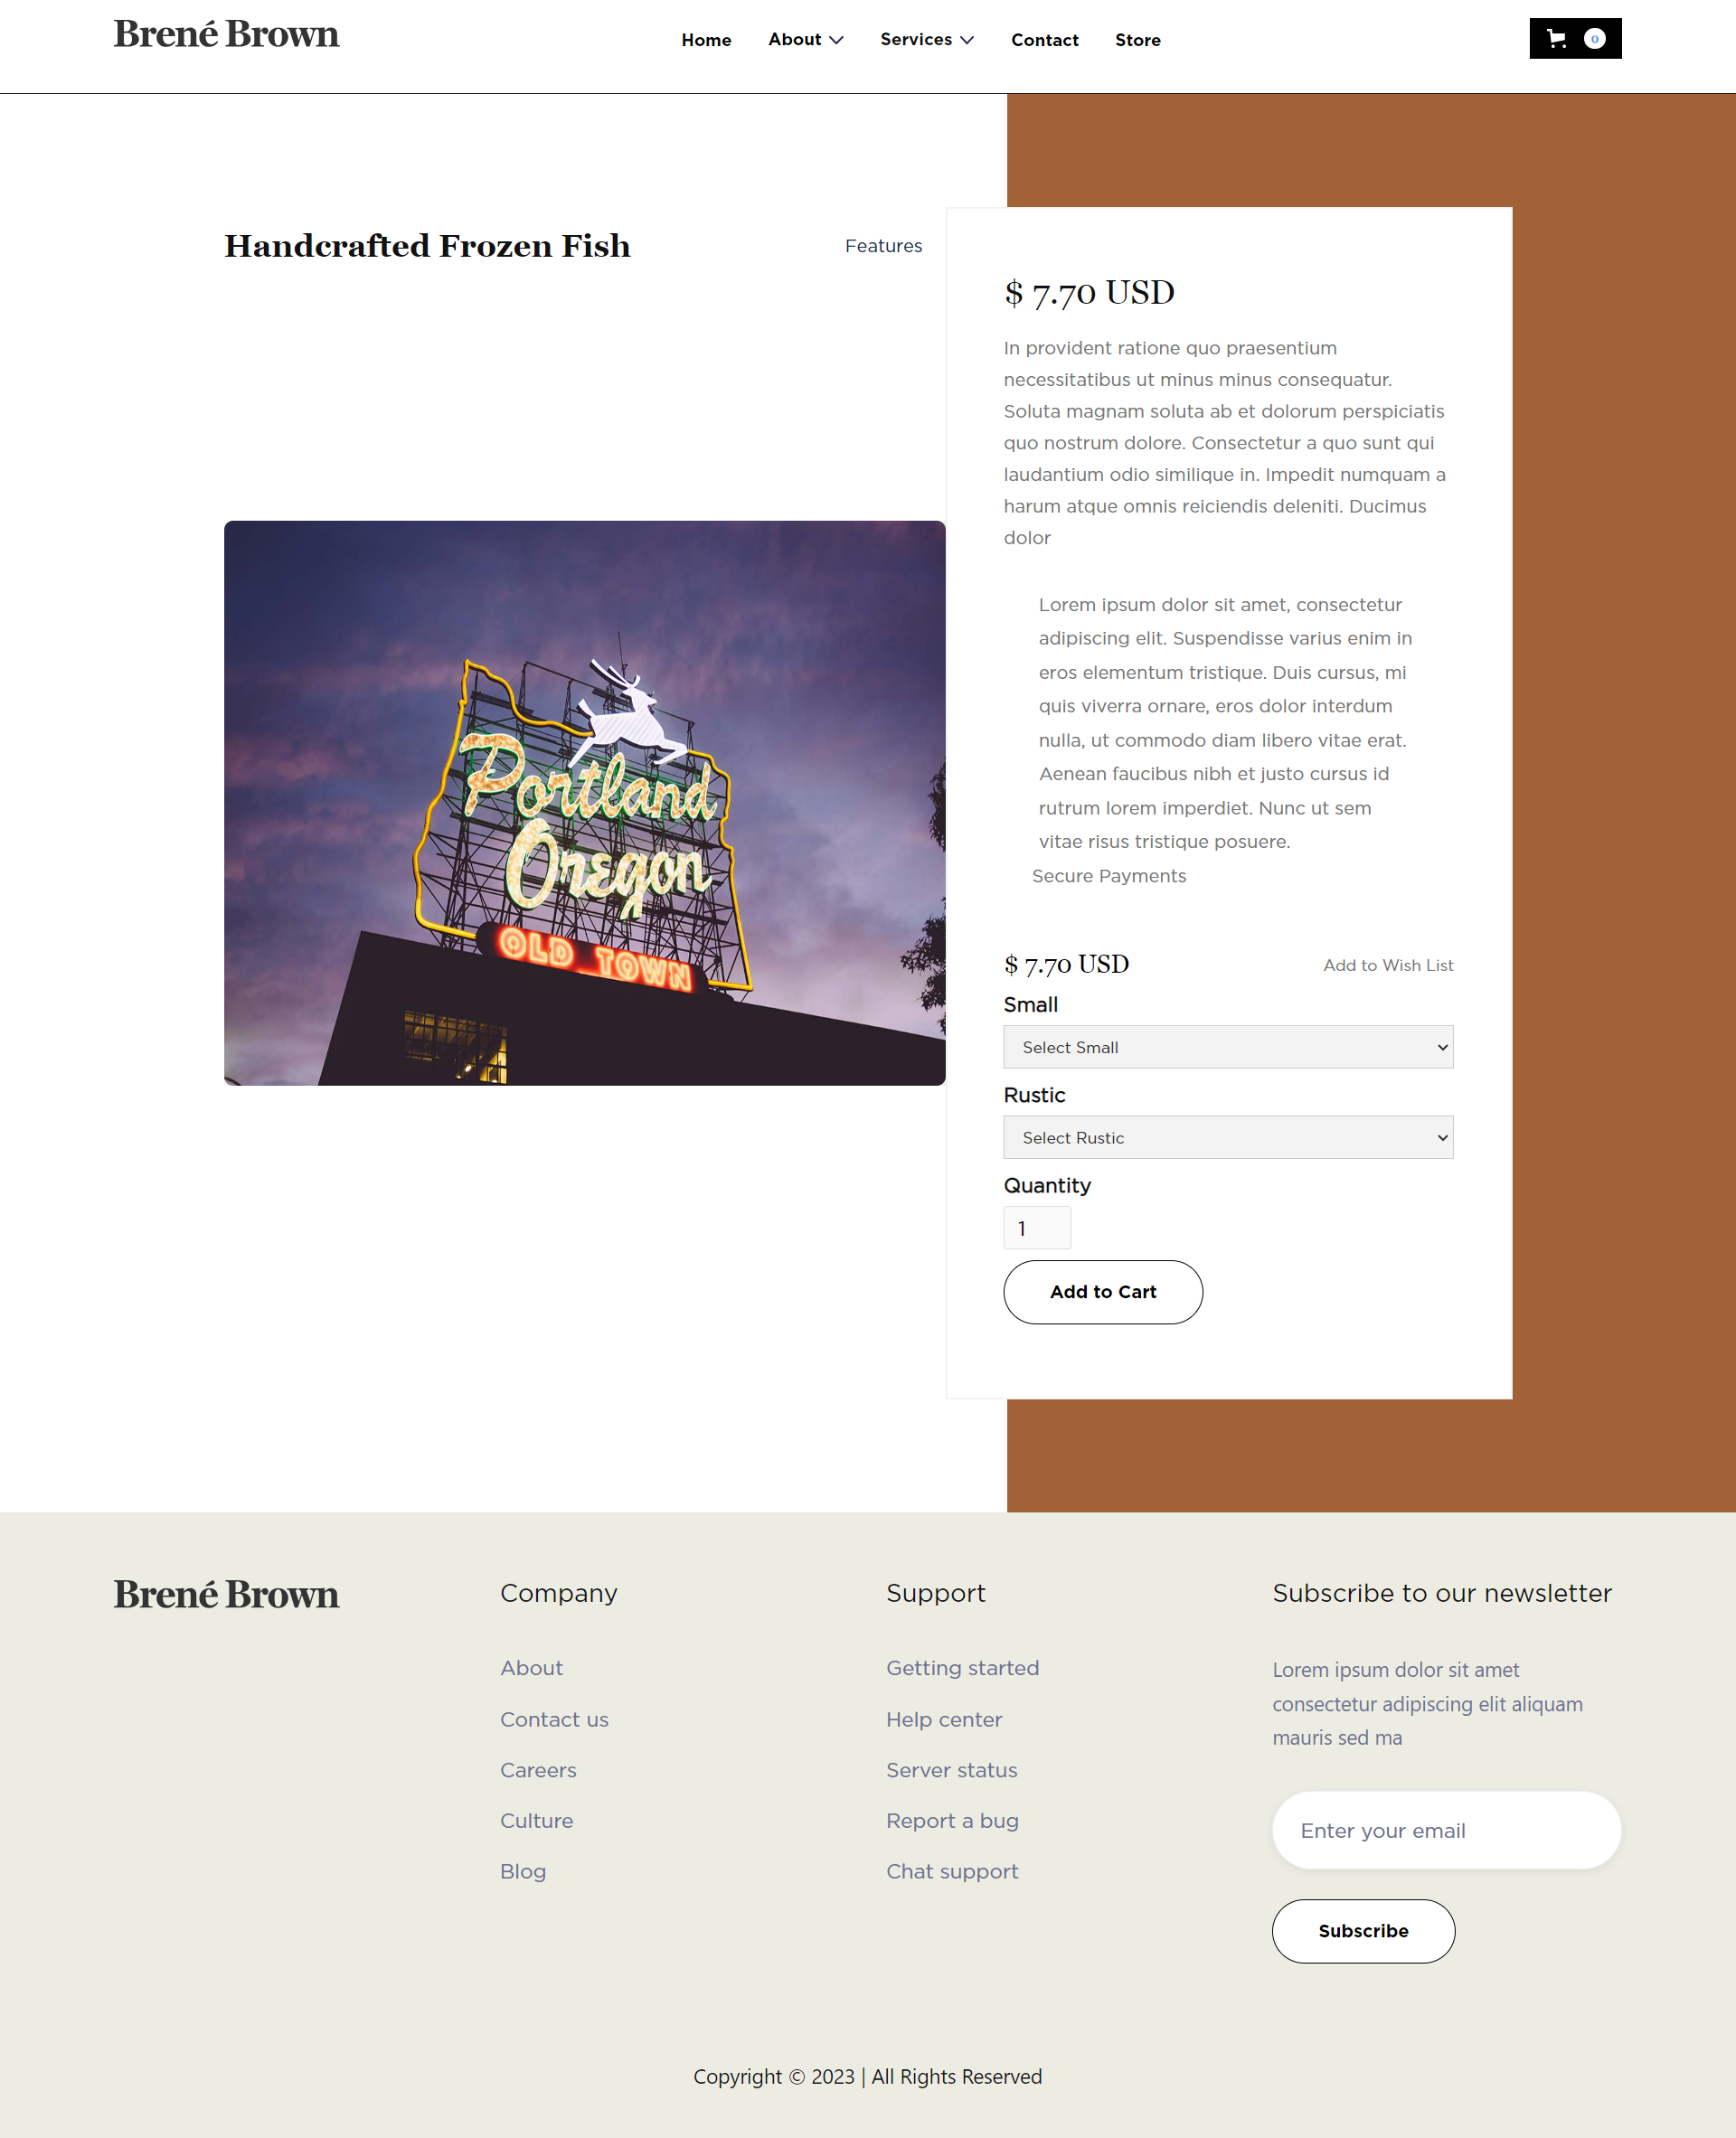 Brené Brown
Home
About
Services
Contact
Store
0
Handcrafted Frozen Fish
Features
$ 7.70 USD
In provident ratione quo praesentium
necessitatibus ut minus minus consequatur.
Soluta magnam soluta ab et dolorum perspiciatis
quo nostrum dolore. Consectetur a quo sunt qui
laudantium odio similique in. Impedit numquam a
harum atque omnis reiciendis deleniti. Ducimus
dolor
Lorem ipsum dolor sit amet, consectetur
adipiscing elit. Suspendisse varius enim in
eros elementum tristique. Duis cursus, mi
quis viverra ornare, eros dolor interdum
nulla, ut commodo diam libero vitae erat.
Aenean faucibus nibh et justo cursus id
rutrum lorem imperdiet. Nunc ut sem
vitae risus tristique posuere.
Secure Payments
Portland
Oregon
OLD TOWN
$ 7.70 USD
Add to Wish List
Small
Select Small
Rustic
Select Rustic
Quantity
1
Add to Cart
Brené Brown
Company
About
Contact us
Careers
Culture
Blog
Support
Getting started
Help center
Server status
Report a bug
Chat support
Subscribe to our newsletter
Lorem ipsum dolor sit amet
consectetur adipiscing elit aliquam
mauris sed ma
Enter your email
Subscribe
Copyright © 2023 | All Rights Reserved